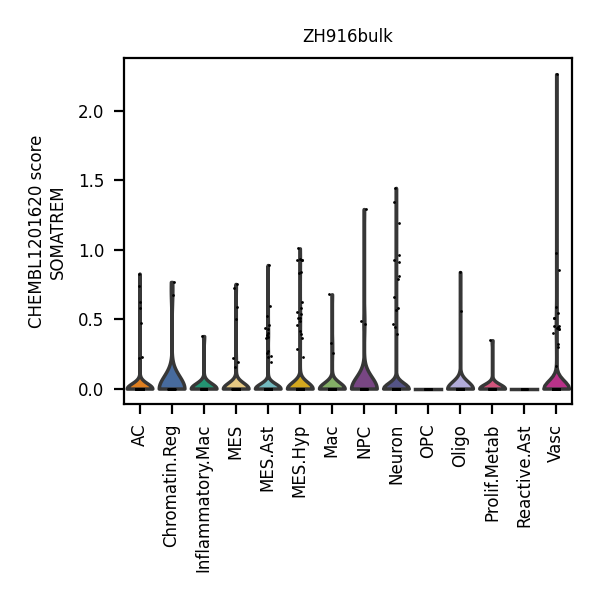 ZH916bulk
CHEMBL1201620 score
SOMATREM
2.0
1.5
1.0
0.5
0.0
AC
Chromatin.Reg
Inflammatory.Mac
MES
MES.Ast
MES.Hyp
Mac
NPC
Neuron
OPC
Oligo
Prolif.Metab
Reactive.Ast
Vasc